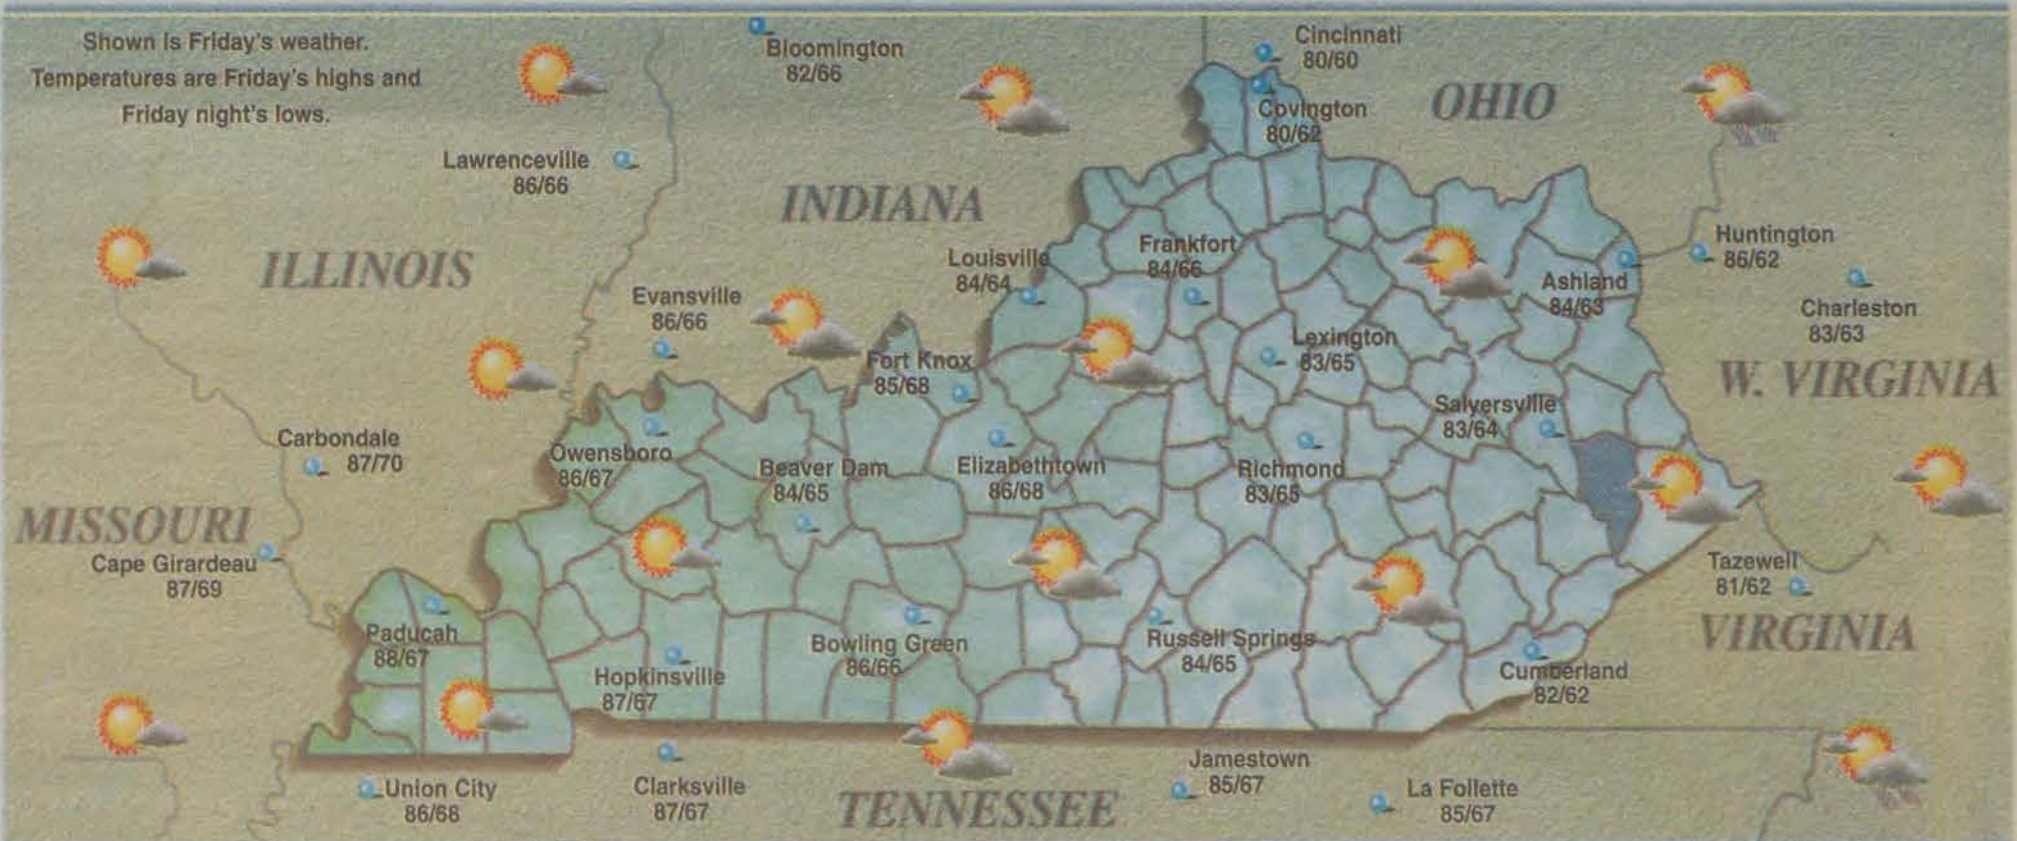 Shown is Friday's weather.
Temperatures are Friday's highs and
Friday night's lows.
Bloomington
82/66
Cincinnati
80/60
Covington
80/62
OHIO
Lawrenceville
86/66
INDIANA
ILLINOIS
Louisville
84/64
Frankfort
84/66
Ashland
84/63
Huntington
86/62
Charleston
83/63
Evansville
86/66
Fort Knox
85/68
Lexington
83/65
W. VIRGINIA
Salyersville
83/64
Carbondale
87/70
Owensboro
86/67
Beaver Dam
84/65
Elizabethtown
86/68
Richmond
83/65
MISSOURI
Cape Girardeau
87/69
Tazewell
81/62
VIRGINIA
Paducah
88/67
Hopkinsville
87/67
Bowling Green
86/66
Russell Springs
84/65
Cumberland
82/62
Union City
86/68
Clarksville
87/67
TENNESSEE
Jamestown
85/67
La Follette
85/67